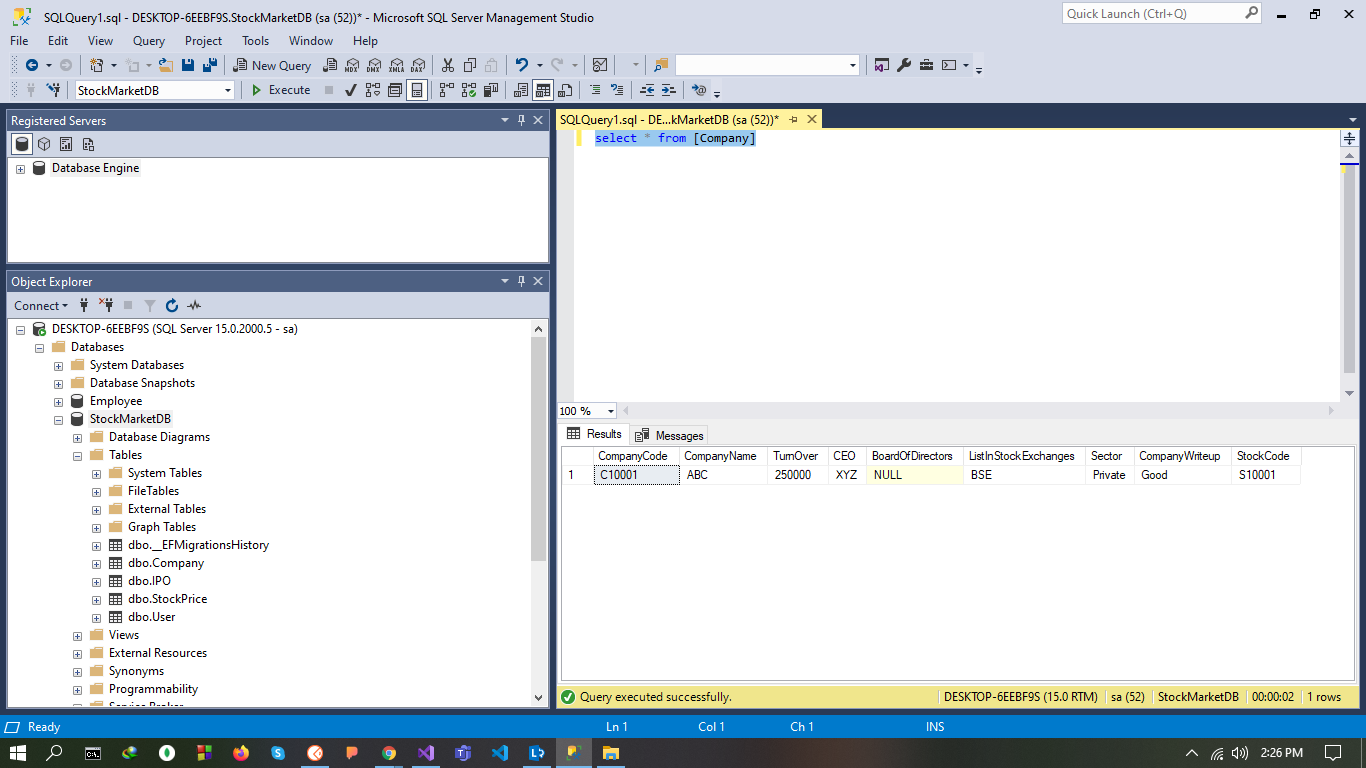 SQLQuery1.sql - DESKTOP-6EEBF9S.StockMarketDB (sa (52))* - Microsoft SQL Server Management Studio
Quick Launch (Ctrl+Q)
File Edit View Query Project Tools Window Help
New Query
MDX DMX XMLA DAX
StockMarketDB
Execute
Registered Servers
Database Engine
Object Explorer
Connect
DESKTOP-6EEBF9S (SQL Server 15.0.2000.5 - sa)
Databases
System Databases
Database Snapshots
Employee
StockMarketDB
Database Diagrams
Tables
System Tables
FileTables
External Tables
Graph Tables
dbo.__EFMigrationsHistory
dbo.Company
dbo.IPO
dbo.StockPrice
dbo.User
Views
External Resources
Synonyms
Programmability
Service Broker
SQLQuery1.sql - DE...kMarketDB (sa (52))*
select * from [Company]
100 %
Results Messages
CompanyCode CompanyName TurnOver CEO BoardOfDirectors ListInStockExchanges Sector CompanyWriteup StockCode
1 C10001 ABC 250000 XYZ NULL BSE Private Good S10001
Query executed successfully. DESKTOP-6EEBF9S (15.0 RTM) sa (52) StockMarketDB 00:00:02 1 rows
Ready Ln 1 Col 1 Ch 1 INS
2:26 PM